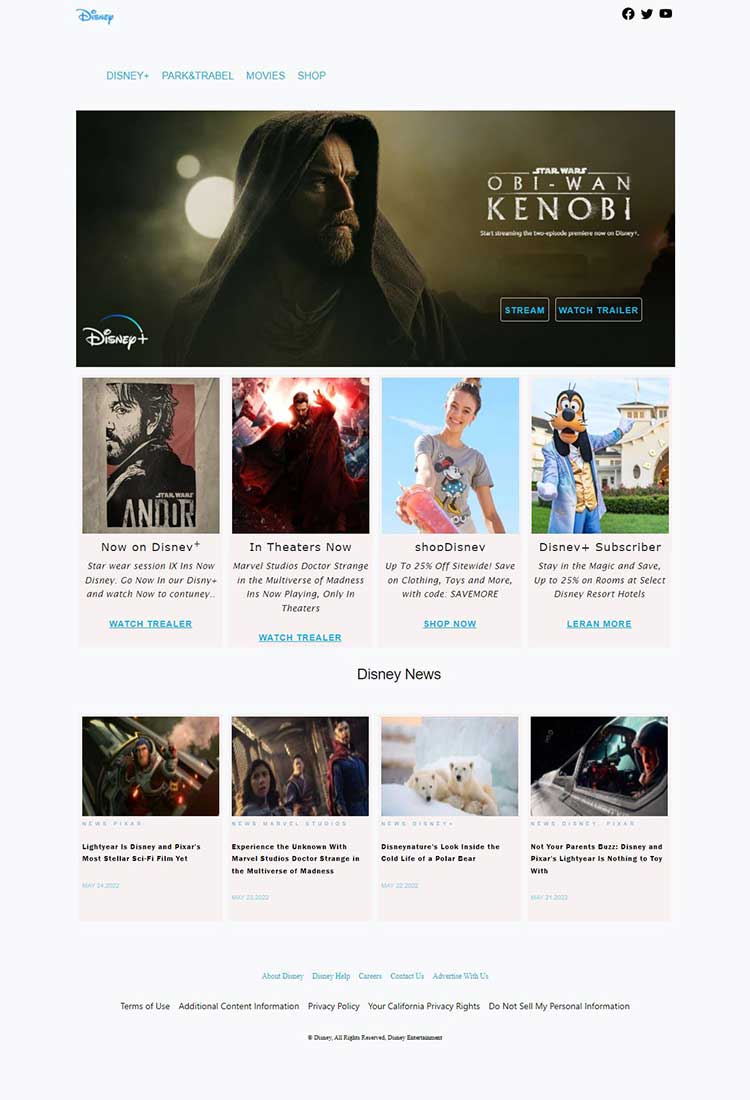 Disney
DISNEY+ PARK&TRABEL MOVIES SHOP
STAR WARS
OBI-WAN
KENOBI
Start streaming the two-episode premiere now on Disney+.
STREAM WATCH TRAILER
Disney+
STAR WARS
ANDOR
Now on Disney+
Star wear session IX Ins Now
Disney. Go Now In our Disny+
and watch Now to contuney..
WATCH TREALER
In Theaters Now
Marvel Studios Doctor Strange
in the Multiverse of Madness
Ins Now Playing, Only In
Theaters
WATCH TREALER
shopDisney
Up To 25% Off Sitewide! Save
on Clothing, Toys and More,
with code: SAVEMORE
SHOP NOW
Disney+ Subscriber
Stay in the Magic and Save,
Up to 25% on Rooms at Select
Disney Resort Hotels
LERAN MORE
Disney News
NEWS PIXAR
Lightyear Is Disney and Pixar's
Most Stellar Sci-Fi Film Yet
MAY 24,2022
NEWS MARVEL STUDIOS
Experience the Unknown With
Marvel Studios Doctor Strange in
the Multiverse of Madness
MAY 23,2022
NEWS DISNEY+
Disneynature's Look Inside the
Cold Life of a Polar Bear
MAY 22,2022
NEWS DISNEY, PIXAR
Not Your Parents Buzz: Disney and
Pixar's Lightyear Is Nothing to Toy
With
MAY 21,2022
About Disney Disney Help Careers Contact Us Advertise With Us
Terms of Use Additional Content Information Privacy Policy Your California Privacy Rights Do Not Sell My Personal Information
© Disney, All Rights Reserved, Disney Entertainment